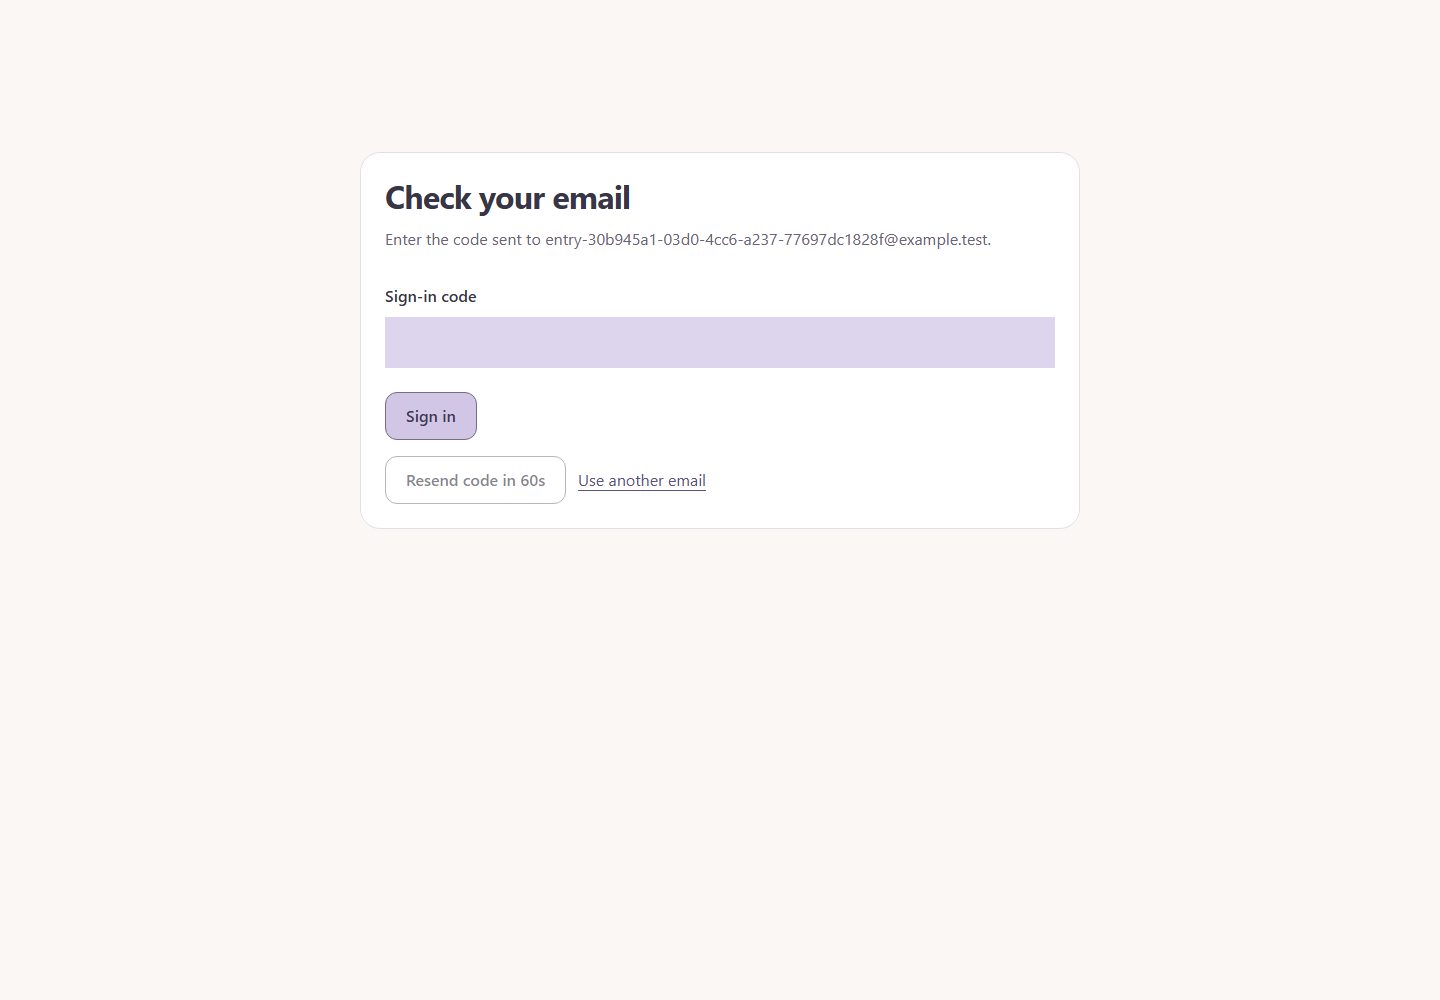 Check your email
Enter the code sent to entry-30b945a1-03d0-4cc6-a237-77697dc1828f@example.test.
Sign-in code
Sign in
Resend code in 60s
Use another email